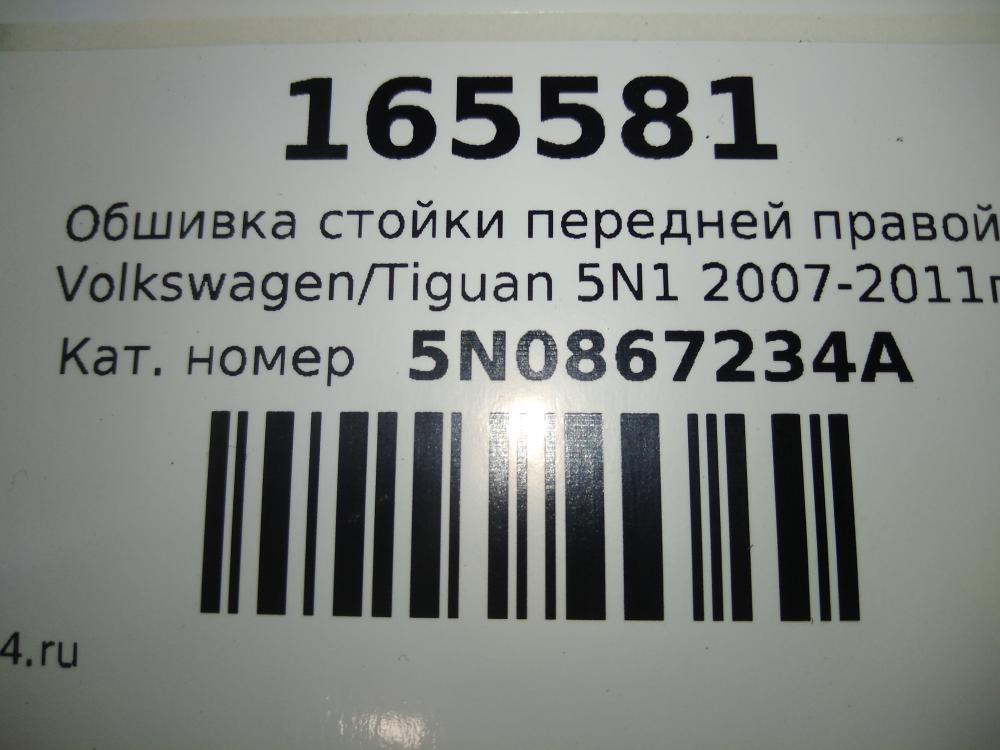 165581
Обшивка стойки передней правой
Volkswagen/Tiguan 5N1 2007-2011г
Кат. номер 5N0867234A
4.ru